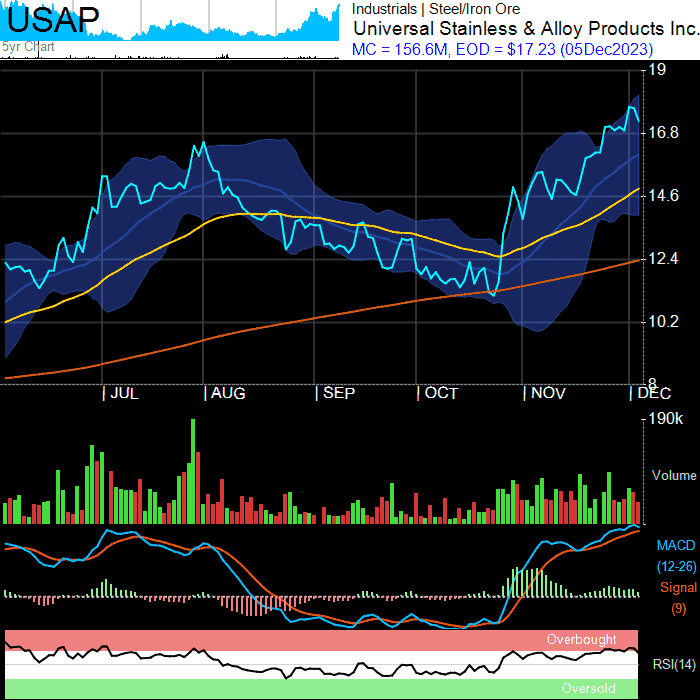 USAP
5yr Chart
Industrials | Steel/Iron Ore
Universal Stainless & Alloy Products Inc.
MC = 156.6M, EOD = $17.23 (05Dec2023)
19
16.8
14.6
12.4
10.2
8
JUL
AUG
SEP
OCT
NOV
DEC
190k
Volume
MACD
(12-26)
Signal
(9)
Overbought
RSI(14)
Oversold